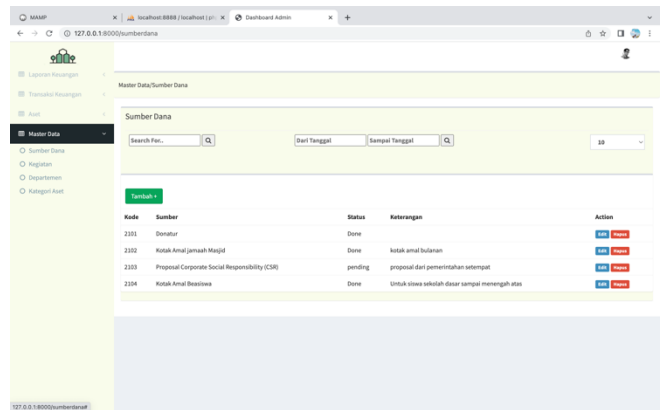 MAMP
localhost:8888 / localhost | ph
Dashboard Admin
127.0.0.1:8000/sumberdana
Laporan Keuangan
Transaksi Keuangan
Aset
Master Data
Sumber Dana
Kegiatan
Departemen
Kategori Aset
Master Data/Sumber Dana
Sumber Dana
Search For..
Dari Tanggal
Sampai Tanggal
10
Tambah +
Kode Sumber Status Keterangan Action
2101 Donatur Done Edit Hapus
2102 Kotak Amal jamaah Masjid Done kotak amal bulanan Edit Hapus
2103 Proposal Corporate Social Responsibility (CSR) pending proposal dari pemerintahan setempat Edit Hapus
2104 Kotak Amal Beasiswa Done Untuk siswa sekolah dasar sampai menengah atas Edit Hapus
127.0.0.1:8000/sumberdana#